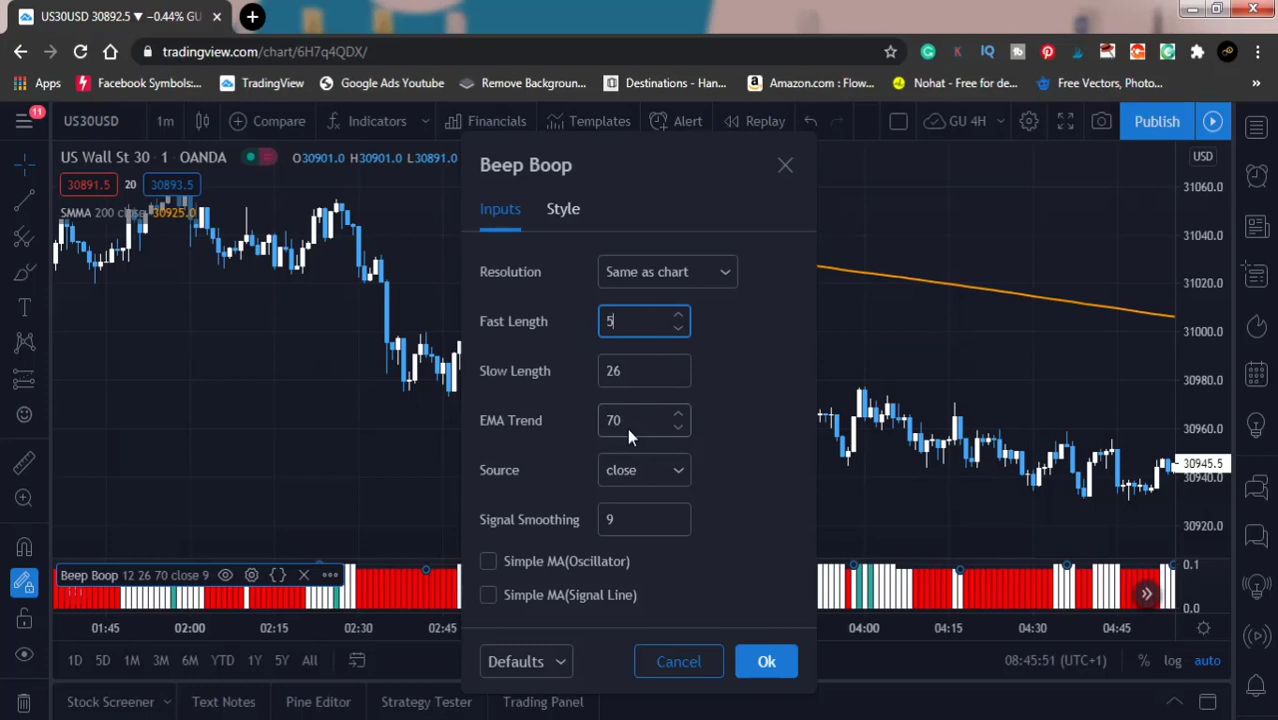 US30USD 30892.5 ▼ −0.44% GU
tradingview.com/chart/6H7q4QDX/
Apps Facebook Symbols:... TradingView Google Ads Youtube Remove Backgroun... Destinations - Han... Amazon.com : Flow... Nohat - Free for de... Free Vectors, Photo... »
11 US30USD 1m Compare Indicators Financials Templates Alert Replay GU 4H Publish
US Wall St 30 · 1 · OANDA O30901.0 H30901.0 L30891.0
30891.5 20 30893.5
SMMA 200 close 30925.0
USD
31060.0
31040.0
31020.0
31000.0
30980.0
30960.0
30945.5
30940.0
30920.0
Beep Boop
Inputs Style
Resolution Same as chart
Fast Length 5
Slow Length 26
EMA Trend 70
Source close
Signal Smoothing 9
Simple MA(Oscillator)
Simple MA(Signal Line)
Defaults Cancel Ok
Beep Boop 12 26 70 close 9
0.1
0.0
01:45 02:00 02:15 02:30 02:45 04:00 04:15 04:30 04:45
1D 5D 1M 3M 6M YTD 1Y 5Y All 08:45:51 (UTC+1) % log auto
Stock Screener Text Notes Pine Editor Strategy Tester Trading Panel